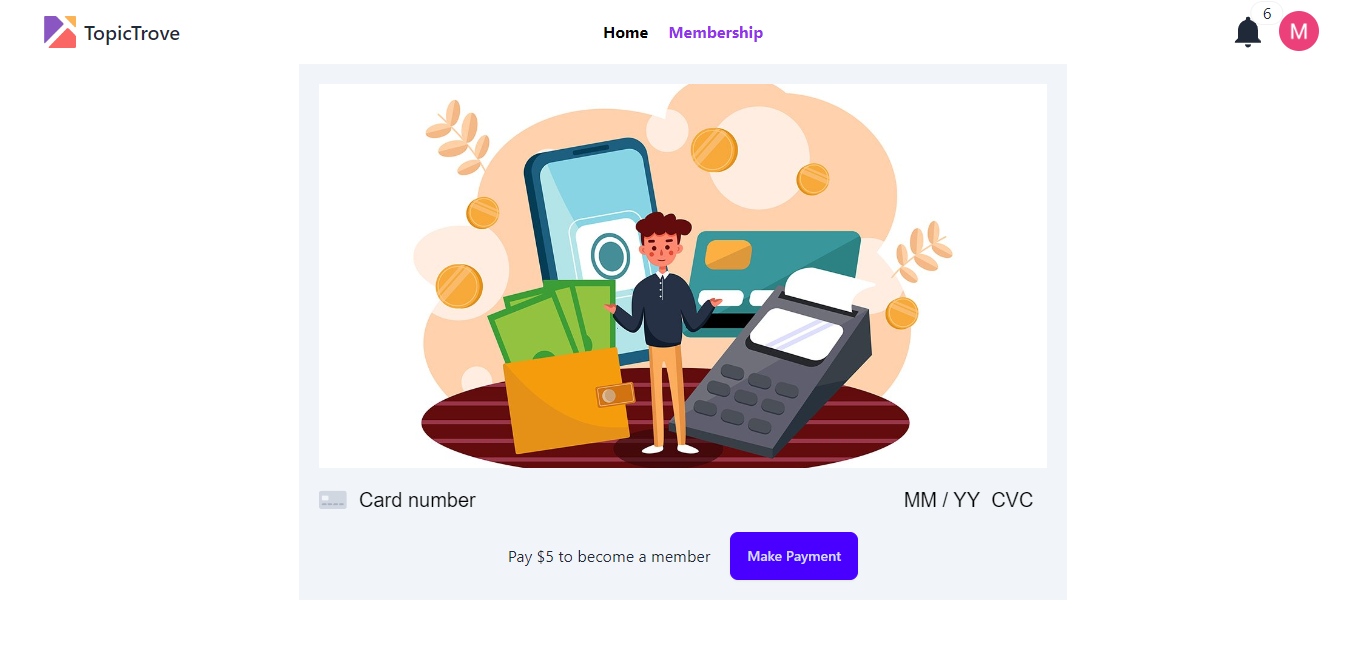 TopicTrove
Home Membership
6
M
Card number
MM / YY CVC
Pay $5 to become a member
Make Payment